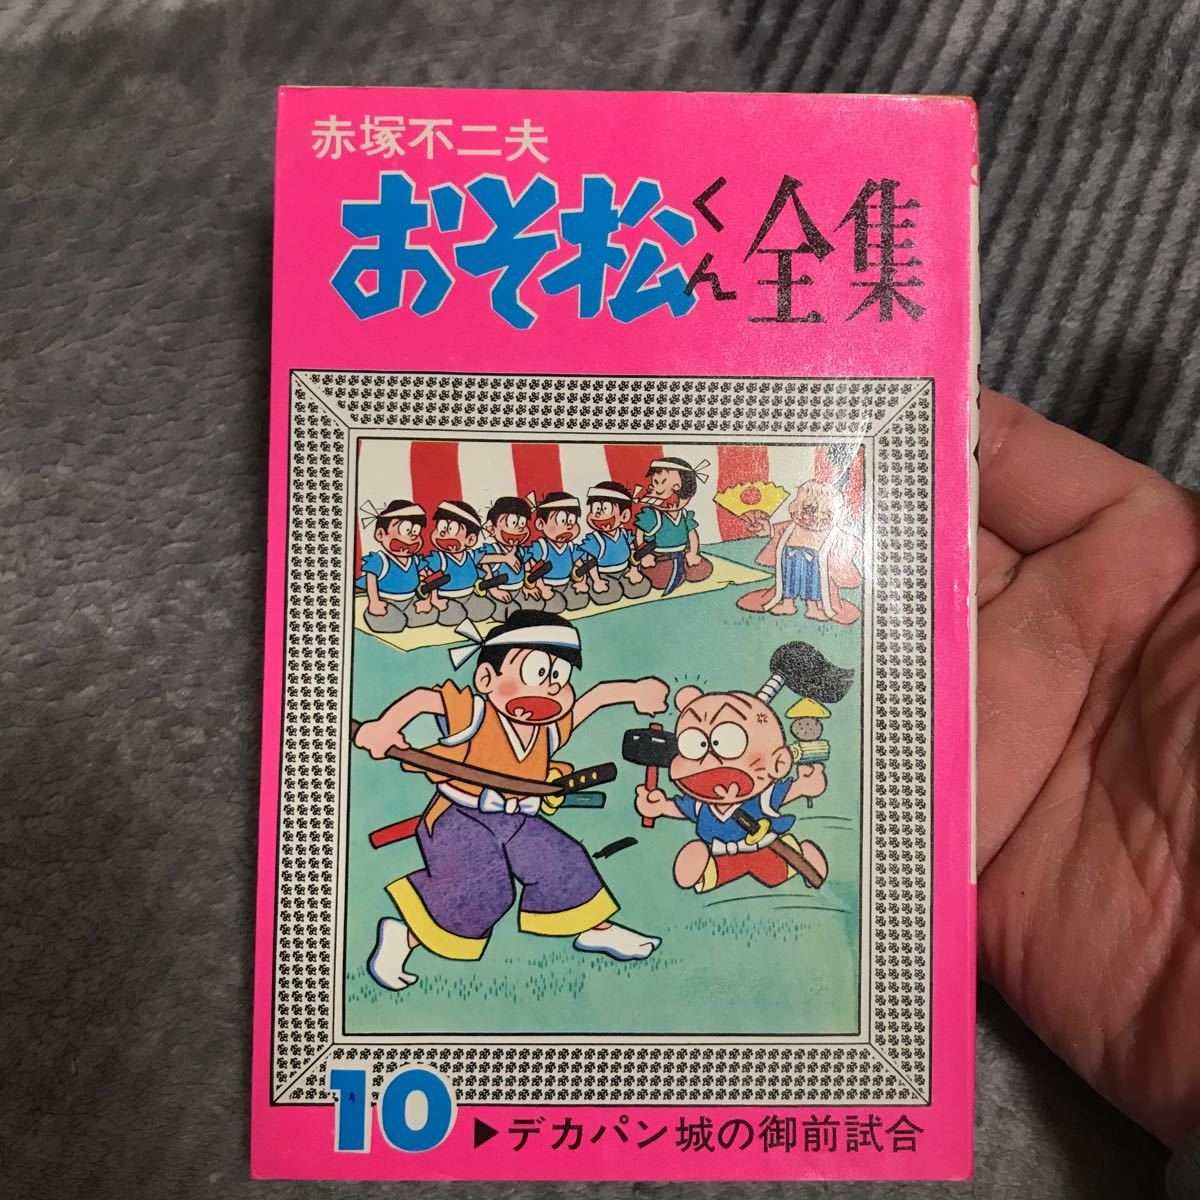 赤塚不二夫
おそ松くん全集
10
▶デカパン城の御前試合